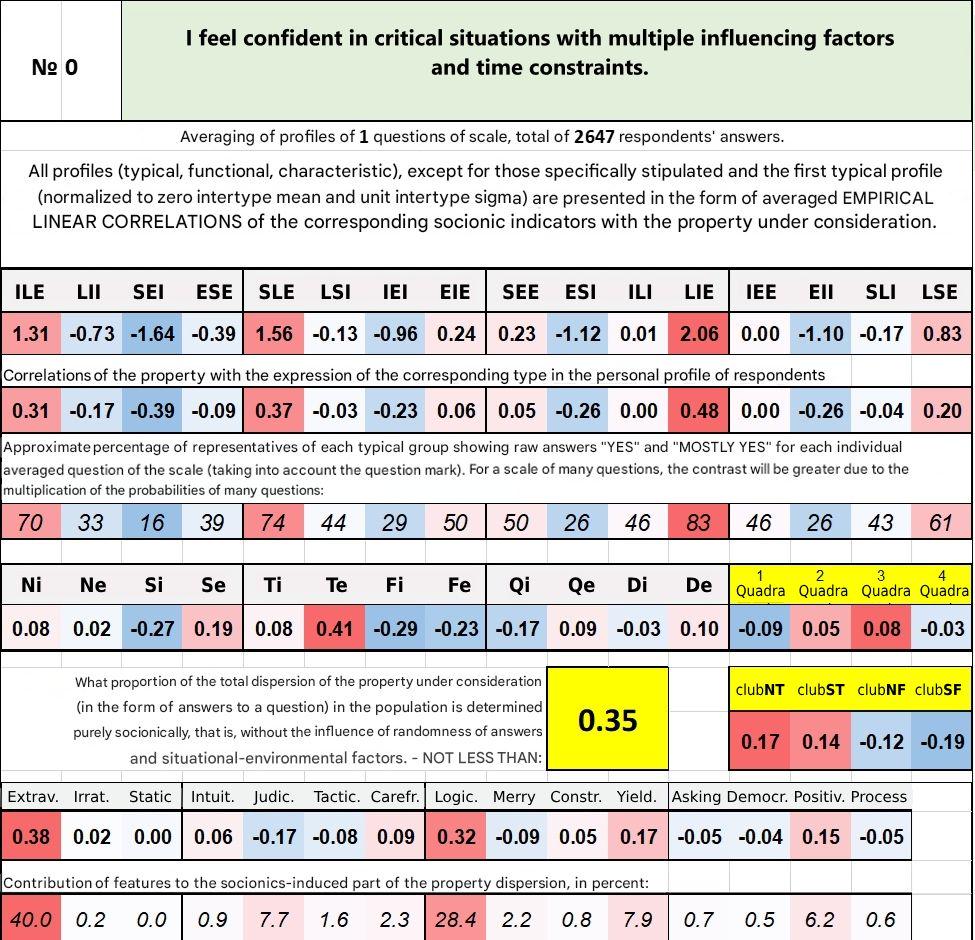 № 0
I feel confident in critical situations with multiple influencing factors
and time constraints.
Averaging of profiles of 1 questions of scale, total of 2647 respondents' answers.
All profiles (typical, functional, characteristic), except for those specifically stipulated and the first typical profile
(normalized to zero intertype mean and unit intertype sigma) are presented in the form of averaged EMPIRICAL
LINEAR CORRELATIONS of the corresponding socionic indicators with the property under consideration.
ILE LII SEI ESE SLE LSI IEI EIE SEE ESI ILI LIE IEE EII SLI LSE
1.31 -0.73 -1.64 -0.39 1.56 -0.13 -0.96 0.24 0.23 -1.12 0.01 2.06 0.00 -1.10 -0.17 0.83
Correlations of the property with the expression of the corresponding type in the personal profile of respondents
0.31 -0.17 -0.39 -0.09 0.37 -0.03 -0.23 0.06 0.05 -0.26 0.00 0.48 0.00 -0.26 -0.04 0.20
Approximate percentage of representatives of each typical group showing raw answers "YES" and "MOSTLY YES" for each individual
averaged question of the scale (taking into account the question mark). For a scale of many questions, the contrast will be greater due to the
multiplication of the probabilities of many questions:
70 33 16 39 74 44 29 50 50 26 46 83 46 26 43 61
Ni Ne Si Se Ti Te Fi Fe Qi Qe Di De 1 Quadra 2 Quadra 3 Quadra 4 Quadra
0.08 0.02 -0.27 0.19 0.08 0.41 -0.29 -0.23 -0.17 0.09 -0.03 0.10 -0.09 0.05 0.08 -0.03
What proportion of the total dispersion of the property under consideration
(in the form of answers to a question) in the population is determined
purely socionically, that is, without the influence of randomness of answers
and situational-environmental factors. - NOT LESS THAN:
0.35
clubNT clubST clubNF clubSF
0.17 0.14 -0.12 -0.19
Extrav. Irrat. Static Intuit. Judic. Tactic. Carefr. Logic. Merry Constr. Yield. Asking Democr. Positiv. Process
0.38 0.02 0.00 0.06 -0.17 -0.08 0.09 0.32 -0.09 0.05 0.17 -0.05 -0.04 0.15 -0.05
Contribution of features to the socionics-induced part of the property dispersion, in percent:
40.0 0.2 0.0 0.9 7.7 1.6 2.3 28.4 2.2 0.8 7.9 0.7 0.5 6.2 0.6